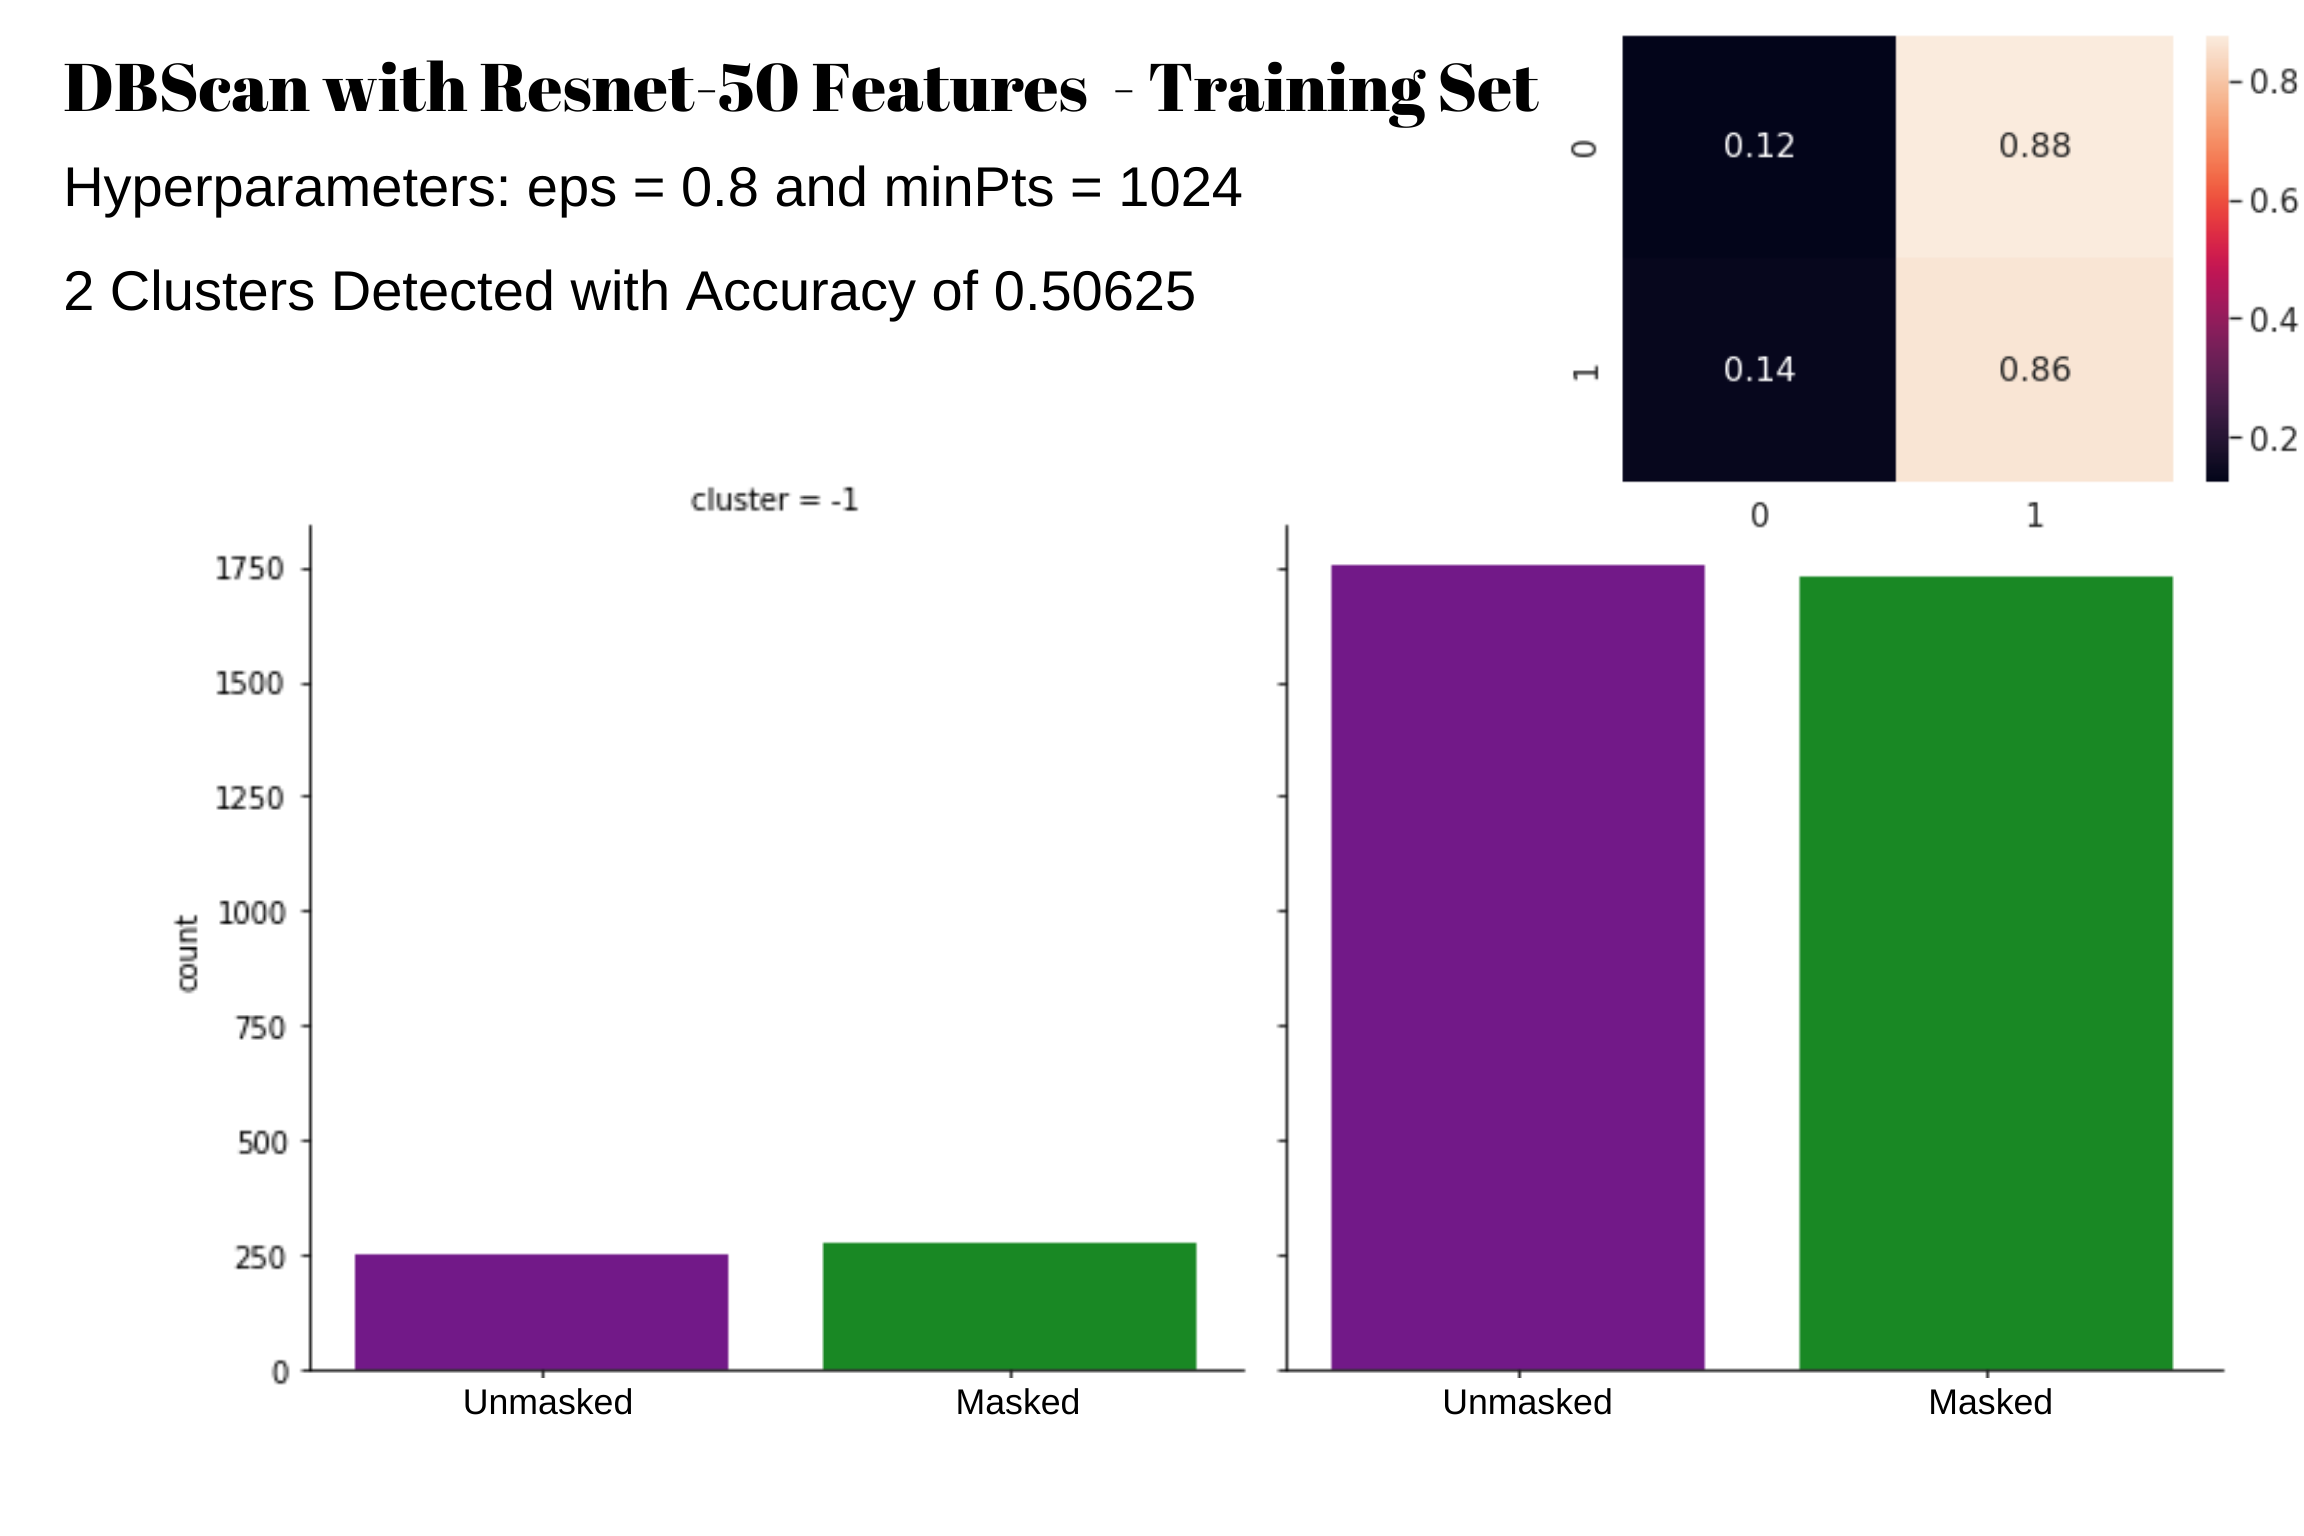 DBScan with Resnet-50 Features - Training Set
Hyperparameters: eps = 0.8 and minPts = 1024
2 Clusters Detected with Accuracy of 0.50625
0.12 0.88
0.14 0.86
0
1
0 1
0.8
0.6
0.4
0.2
cluster = -1
count
1750
1500
1250
1000
750
500
250
0
Unmasked Masked
Unmasked Masked